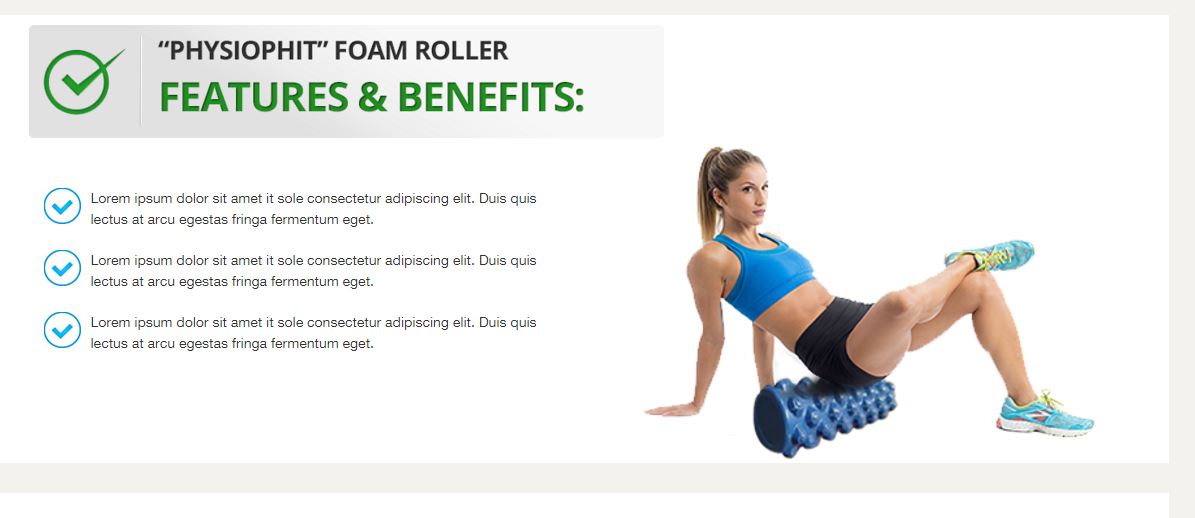 “PHYSIOPHIT” FOAM ROLLER
FEATURES & BENEFITS:
Lorem ipsum dolor sit amet it sole consectetur adipiscing elit. Duis quis
lectus at arcu egestas fringa fermentum eget.
Lorem ipsum dolor sit amet it sole consectetur adipiscing elit. Duis quis
lectus at arcu egestas fringa fermentum eget.
Lorem ipsum dolor sit amet it sole consectetur adipiscing elit. Duis quis
lectus at arcu egestas fringa fermentum eget.